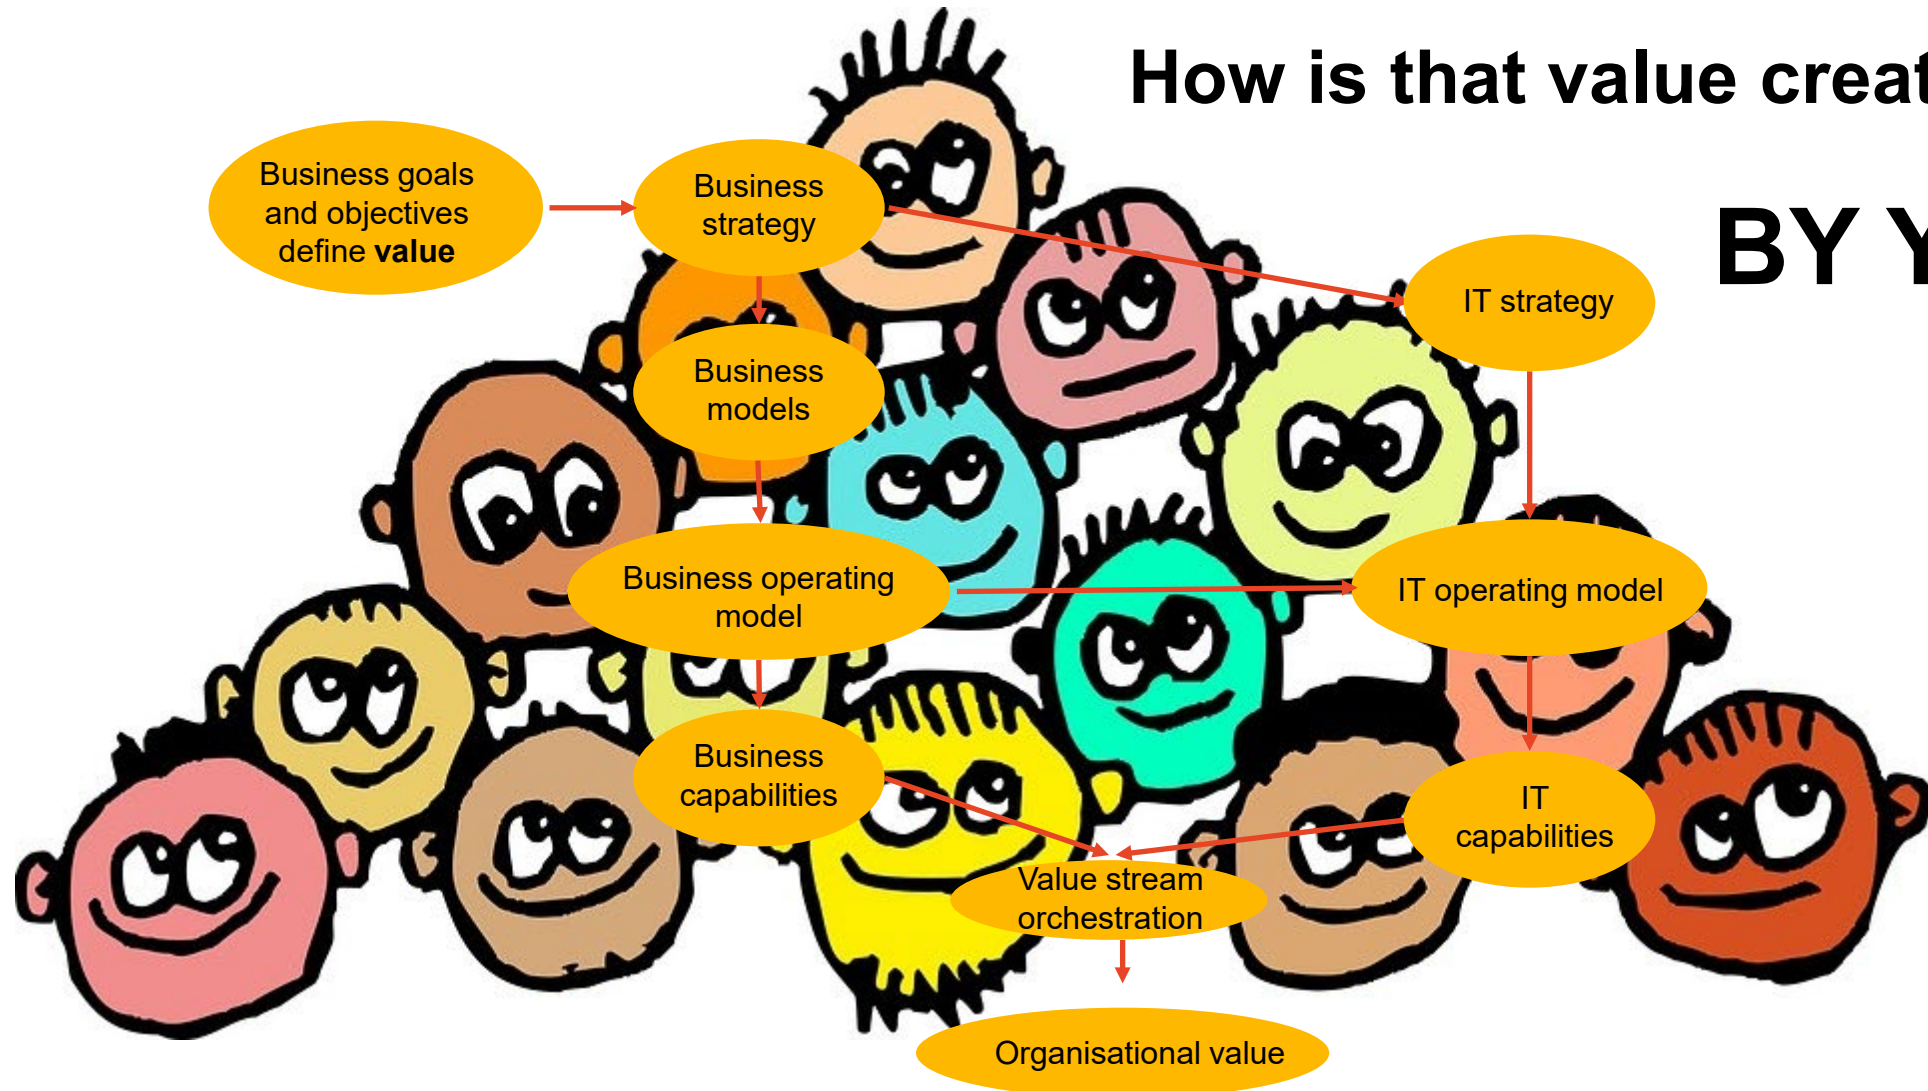 How is that value creat
BY Y
Business goals
and objectives
define value
Business
strategy
IT strategy
Business
models
Business operating
model
IT operating model
Business
capabilities
IT
capabilities
Value stream
orchestration
Organisational value